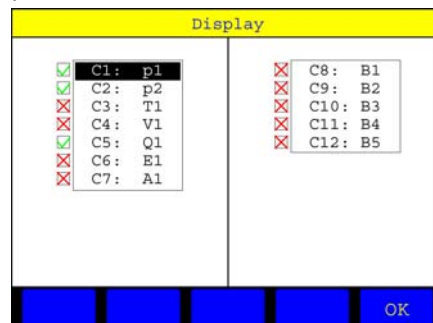 Display
C1: p1
C2: p2
C3: T1
C4: V1
C5: Q1
C6: E1
C7: A1
C8: B1
C9: B2
C10: B3
C11: B4
C12: B5
OK